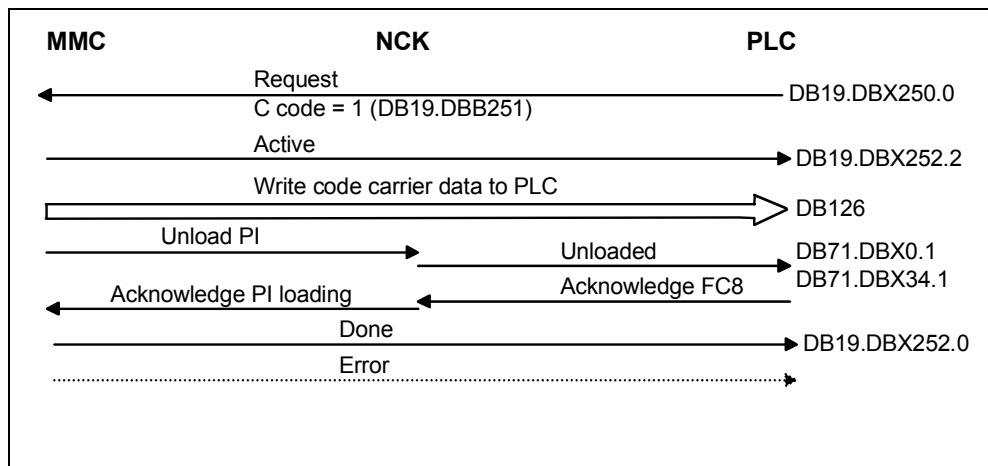 MMC NCK PLC
Request DB19.DBX250.0
C code = 1 (DB19.DBB251)
Active DB19.DBX252.2
Write code carrier data to PLC DB126
Unload PI Unloaded DB71.DBX0.1
Acknowledge PI loading Acknowledge FC8 DB71.DBX34.1
Done DB19.DBX252.0
Error